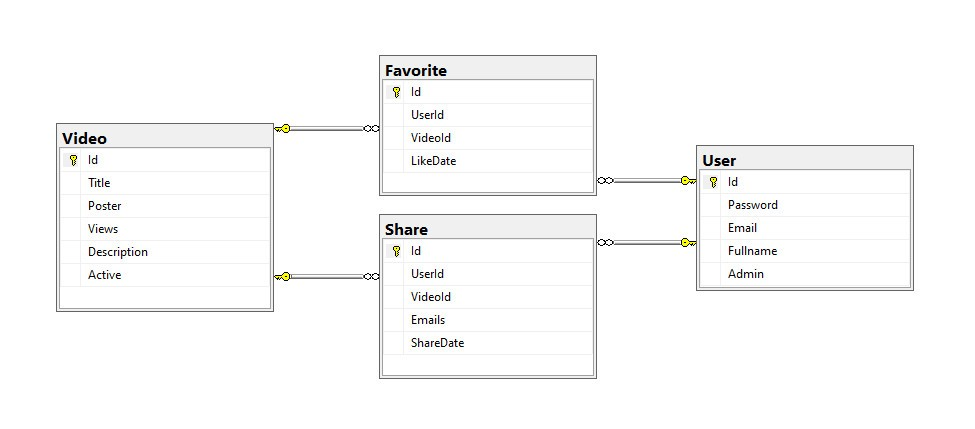 Video
Id
Title
Poster
Views
Description
Active
Favorite
Id
UserId
VideoId
LikeDate
Share
Id
UserId
VideoId
Emails
ShareDate
User
Id
Password
Email
Fullname
Admin